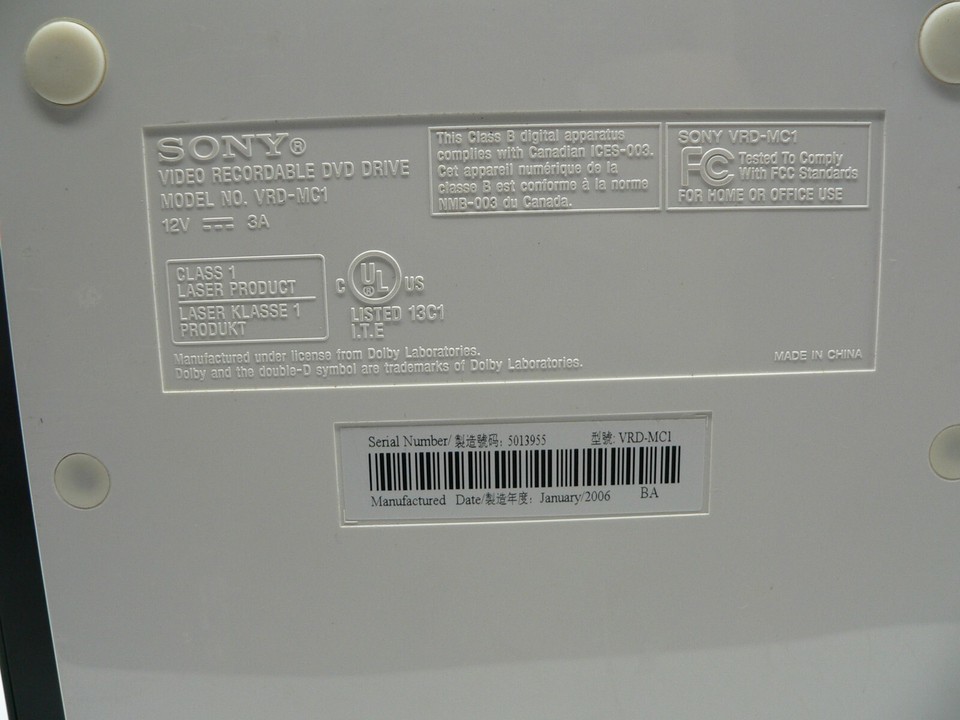 SONY®
VIDEO RECORDABLE DVD DRIVE
MODEL NO. VRD-MC1
12V 3A
This Class B digital apparatus
complies with Canadian ICES-003.
Cet appareil numérique de la
classe B est conforme à la norme
NMB-003 du Canada.
SONY VRD-MC1
FC Tested To Comply
With FCC Standards
FOR HOME OR OFFICE USE
CLASS 1
LASER PRODUCT
LASER KLASSE 1
PRODUKT
C UL® US
LISTED 13C1
I.T.E
Manufactured under license from Dolby Laboratories.
Dolby and the double-D symbol are trademarks of Dolby Laboratories.
MADE IN CHINA
Serial Number/製造號码: 5013955 型號: VRD-MC1
Manufactured Date/製造年度: January/2006 BA